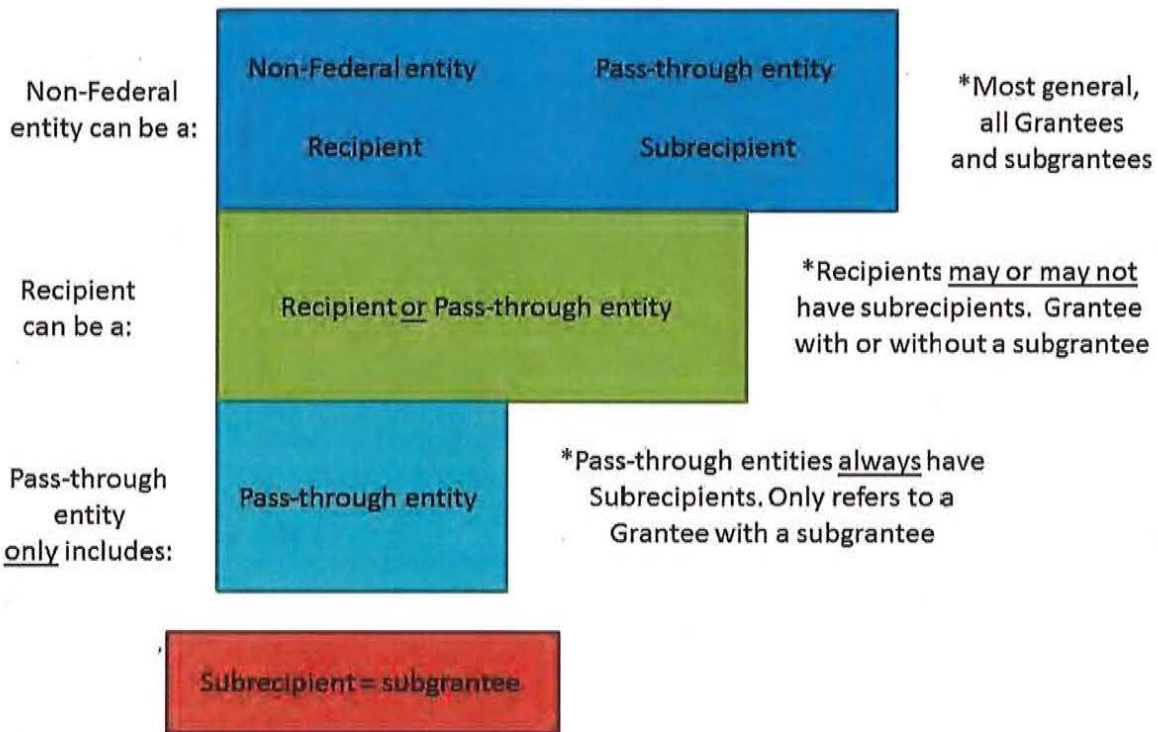 Non-Federal
entity can be a:
Non-Federal entity
Pass-through entity
Recipient
Subrecipient
*Most general,
all Grantees
and subgrantees
Recipient
can be a:
Recipient or Pass-through entity
*Recipients may or may not
have subrecipients. Grantee
with or without a subgrantee
Pass-through
entity
only includes:
Pass-through entity
*Pass-through entities always have
Subrecipients. Only refers to a
Grantee with a subgrantee
Subrecipient = subgrantee